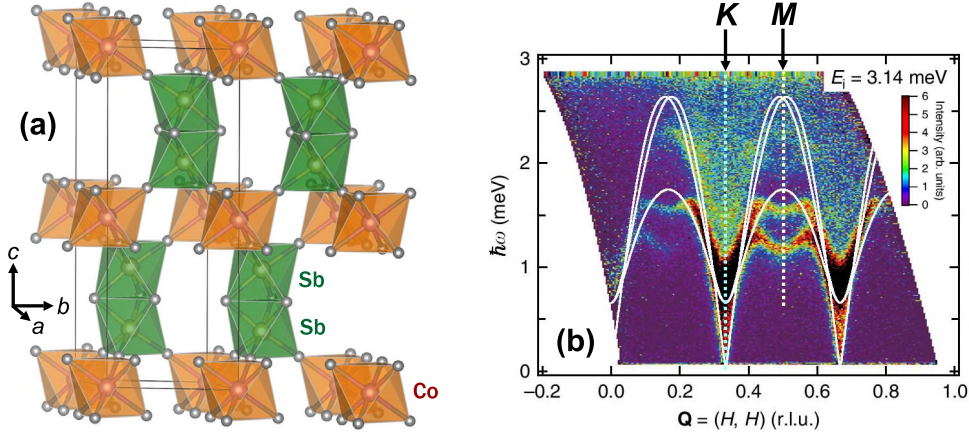 (a)
c
b
a
Sb
Sb
Co
K M
E_i = 3.14 meV
6
5
4
3
2
1
0
Intensity (arb. units)
3
2
1
0
ħω (meV)
(b)
−0.2 0.0 0.2 0.4 0.6 0.8 1.0
Q = (H, H) (r.l.u.)